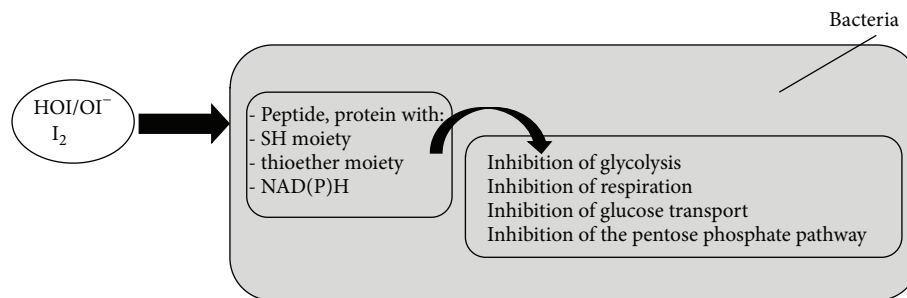 Bacteria
HOI/OI⁻
I₂
- Peptide, protein with:
- SH moiety
- thioether moiety
- NAD(P)H
Inhibition of glycolysis
Inhibition of respiration
Inhibition of glucose transport
Inhibition of the pentose phosphate pathway